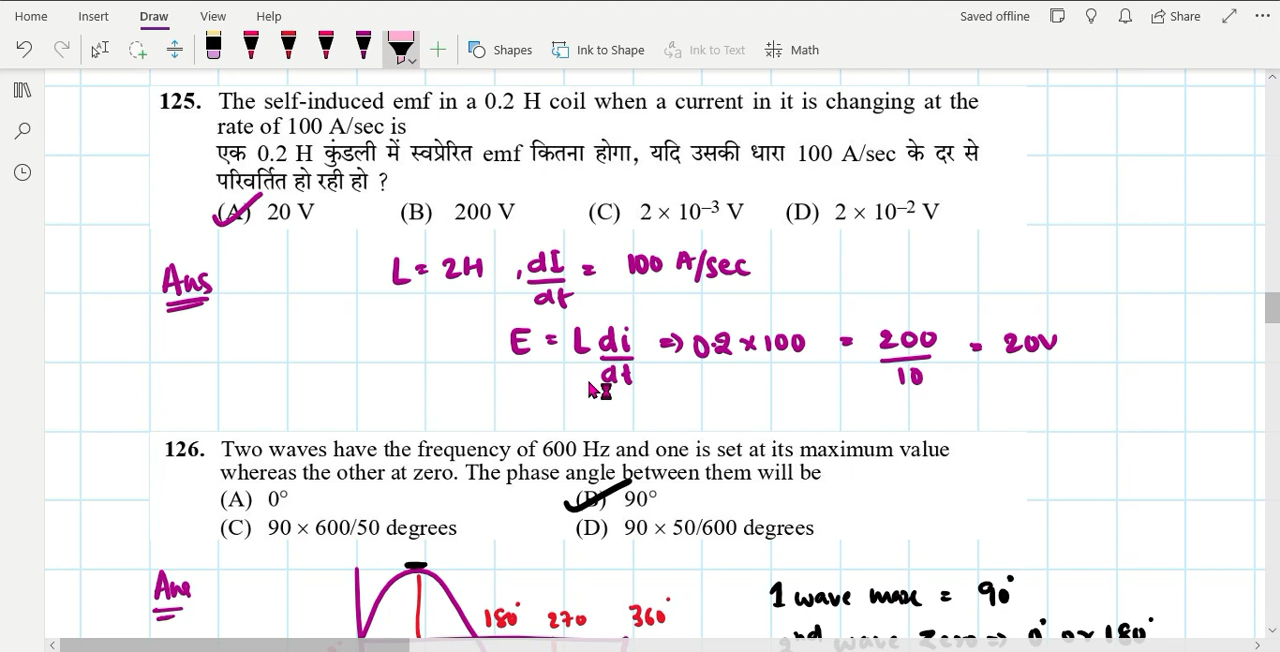 Home Insert Draw View Help Saved offline Share
Shapes Ink to Shape Ink to Text Math
125. The self-induced emf in a 0.2 H coil when a current in it is changing at the
rate of 100 A/sec is
एक 0.2 H कुंडली में स्वप्रेरित emf कितना होगा, यदि उसकी धारा 100 A/sec के दर से
परिवर्तित हो रही हो ?
(A) 20 V (B) 200 V (C) 2 × 10⁻³ V (D) 2 × 10⁻² V
Ans L = 2H , dI/dt = 100 A/sec
E = L di/dt ⇒ 0.2 × 100 = 200/10 = 20V
126. Two waves have the frequency of 600 Hz and one is set at its maximum value
whereas the other at zero. The phase angle between them will be
(A) 0° (B) 90°
(C) 90 × 600/50 degrees (D) 90 × 50/600 degrees
Ans 1 wave max = 90°
180° 270 360°
2nd wave zero ⇒ 0° or 180°